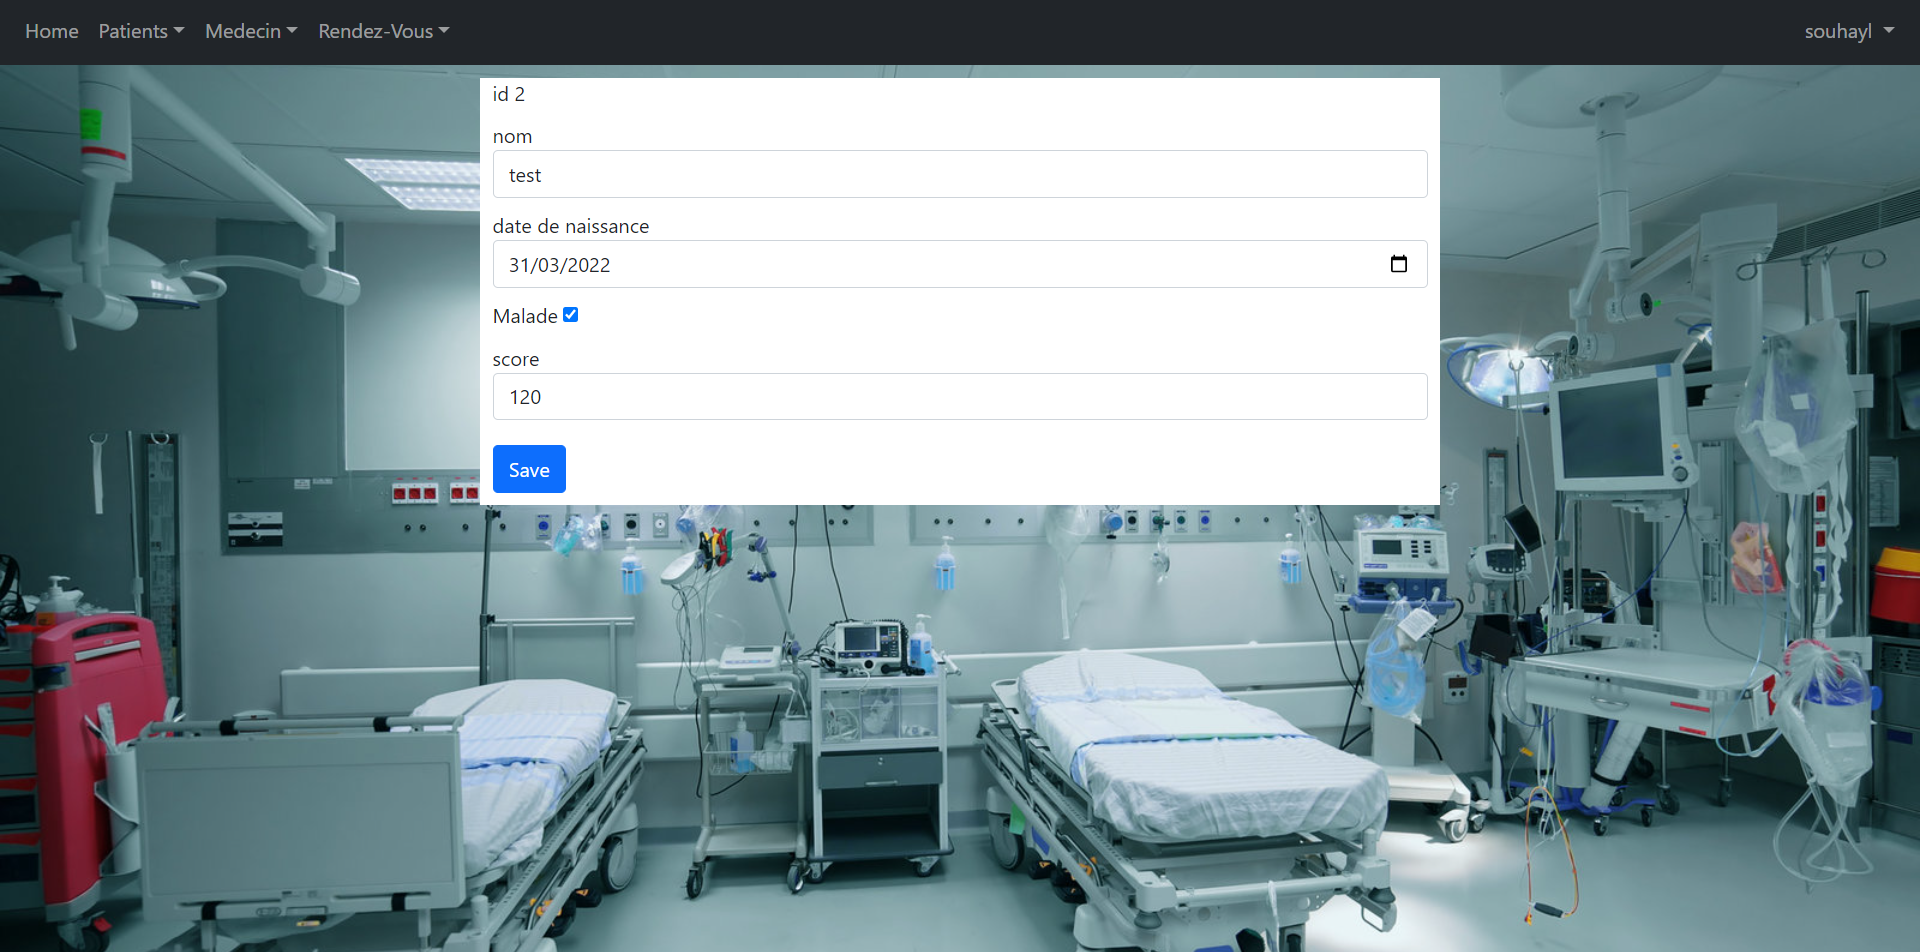 Home Patients Medecin Rendez-Vous souhayl
id 2
nom
test
date de naissance
31/03/2022
Malade
score
120
Save